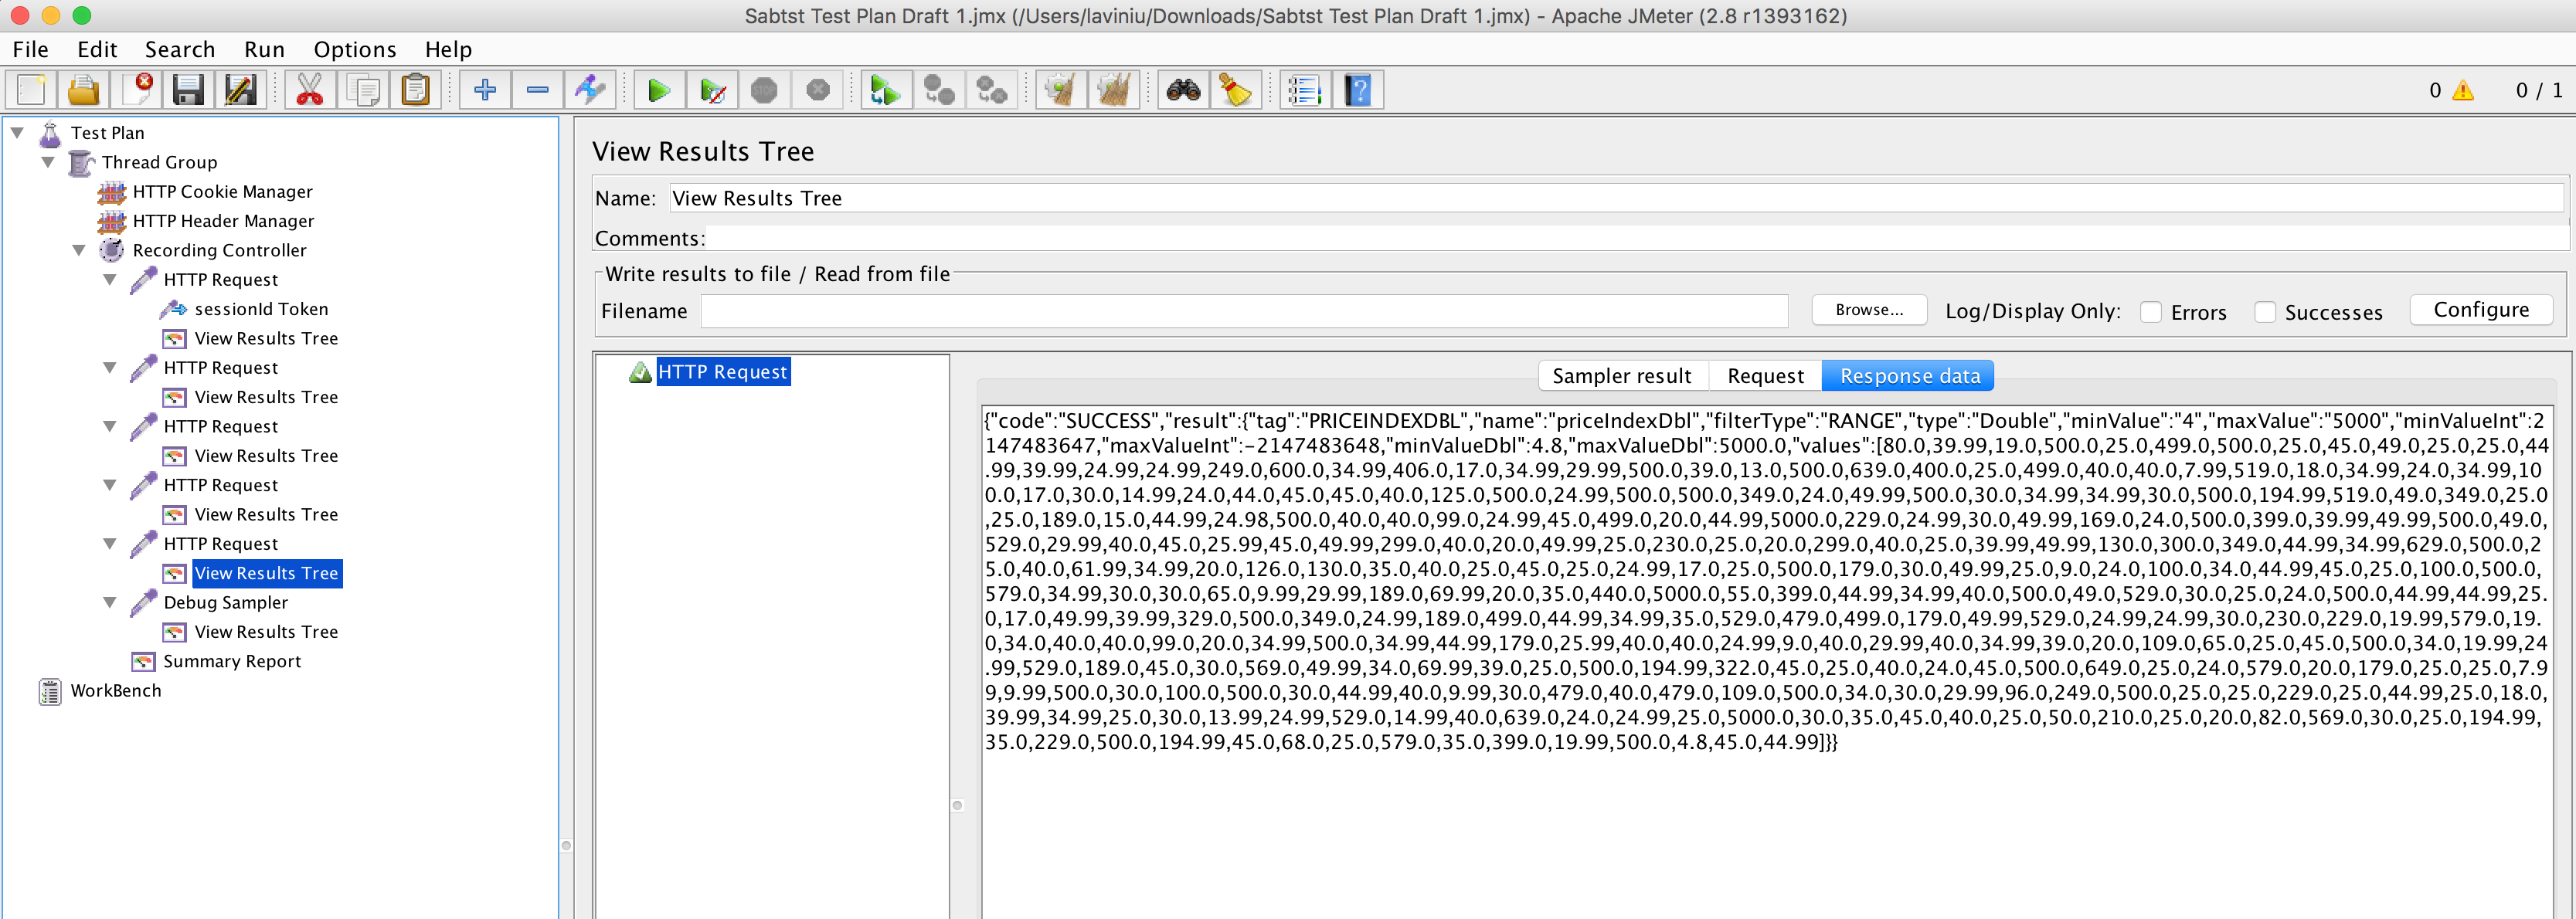 Sabtst Test Plan Draft 1.jmx (/Users/laviniu/Downloads/Sabtst Test Plan Draft 1.jmx) - Apache JMeter (2.8 r1393162)
File Edit Search Run Options Help
STOP
0 0 / 1
Test Plan
Thread Group
HTTP Cookie Manager
HTTP Header Manager
Recording Controller
HTTP Request
sessionId Token
View Results Tree
HTTP Request
View Results Tree
HTTP Request
View Results Tree
HTTP Request
View Results Tree
HTTP Request
View Results Tree
Debug Sampler
View Results Tree
Summary Report
WorkBench
View Results Tree
Name: View Results Tree
Comments:
Write results to file / Read from file
Filename Browse... Log/Display Only: Errors Successes Configure
HTTP Request
Sampler result Request Response data
{"code":"SUCCESS","result":{"tag":"PRICEINDEXDBL","name":"priceIndexDbl","filterType":"RANGE","type":"Double","minValue":"4","maxValue":"5000","minValueInt":2
147483647,"maxValueInt":-2147483648,"minValueDbl":4.8,"maxValueDbl":5000.0,"values":[80.0,39.99,19.0,500.0,25.0,499.0,500.0,25.0,45.0,49.0,25.0,25.0,44
.99,39.99,24.99,24.99,249.0,600.0,34.99,406.0,17.0,34.99,29.99,500.0,39.0,13.0,500.0,639.0,400.0,25.0,499.0,40.0,40.0,7.99,519.0,18.0,34.99,24.0,34.99,10
0.0,17.0,30.0,14.99,24.0,44.0,45.0,45.0,40.0,125.0,500.0,24.99,500.0,500.0,349.0,24.0,49.99,500.0,30.0,34.99,34.99,30.0,500.0,194.99,519.0,49.0,349.0,25.0
,25.0,189.0,15.0,44.99,24.98,500.0,40.0,40.0,99.0,24.99,45.0,499.0,20.0,44.99,5000.0,229.0,24.99,30.0,49.99,169.0,24.0,500.0,399.0,39.99,49.99,500.0,49.0,
529.0,29.99,40.0,45.0,25.99,45.0,49.99,299.0,40.0,20.0,49.99,25.0,230.0,25.0,20.0,299.0,40.0,25.0,39.99,49.99,130.0,300.0,349.0,44.99,34.99,629.0,500.0,2
5.0,40.0,61.99,34.99,20.0,126.0,130.0,35.0,40.0,25.0,45.0,25.0,24.99,17.0,25.0,500.0,179.0,30.0,49.99,25.0,9.0,24.0,100.0,34.0,44.99,45.0,25.0,100.0,500.0,
579.0,34.99,30.0,30.0,65.0,9.99,29.99,189.0,69.99,20.0,35.0,440.0,5000.0,55.0,399.0,44.99,34.99,40.0,500.0,49.0,529.0,30.0,25.0,24.0,500.0,44.99,44.99,25.
0,17.0,49.99,39.99,329.0,500.0,349.0,24.99,189.0,499.0,44.99,34.99,35.0,529.0,479.0,499.0,179.0,49.99,529.0,24.99,24.99,30.0,230.0,229.0,19.99,579.0,19.
0,34.0,40.0,40.0,99.0,20.0,34.99,500.0,34.99,44.99,179.0,25.99,40.0,40.0,24.99,9.0,40.0,29.99,40.0,34.99,39.0,20.0,109.0,65.0,25.0,45.0,500.0,34.0,19.99,24
.99,529.0,189.0,45.0,30.0,569.0,49.99,34.0,69.99,39.0,25.0,500.0,194.99,322.0,45.0,25.0,40.0,24.0,45.0,500.0,649.0,25.0,24.0,579.0,20.0,179.0,25.0,25.0,7.9
9,9.99,500.0,30.0,100.0,500.0,30.0,44.99,40.0,9.99,30.0,479.0,40.0,479.0,109.0,500.0,34.0,30.0,29.99,96.0,249.0,500.0,25.0,25.0,229.0,25.0,44.99,25.0,18.0,
39.99,34.99,25.0,30.0,13.99,24.99,529.0,14.99,40.0,639.0,24.0,24.99,25.0,5000.0,30.0,35.0,45.0,40.0,25.0,50.0,210.0,25.0,20.0,82.0,569.0,30.0,25.0,194.99,
35.0,229.0,500.0,194.99,45.0,68.0,25.0,579.0,35.0,399.0,19.99,500.0,4.8,45.0,44.99]}}